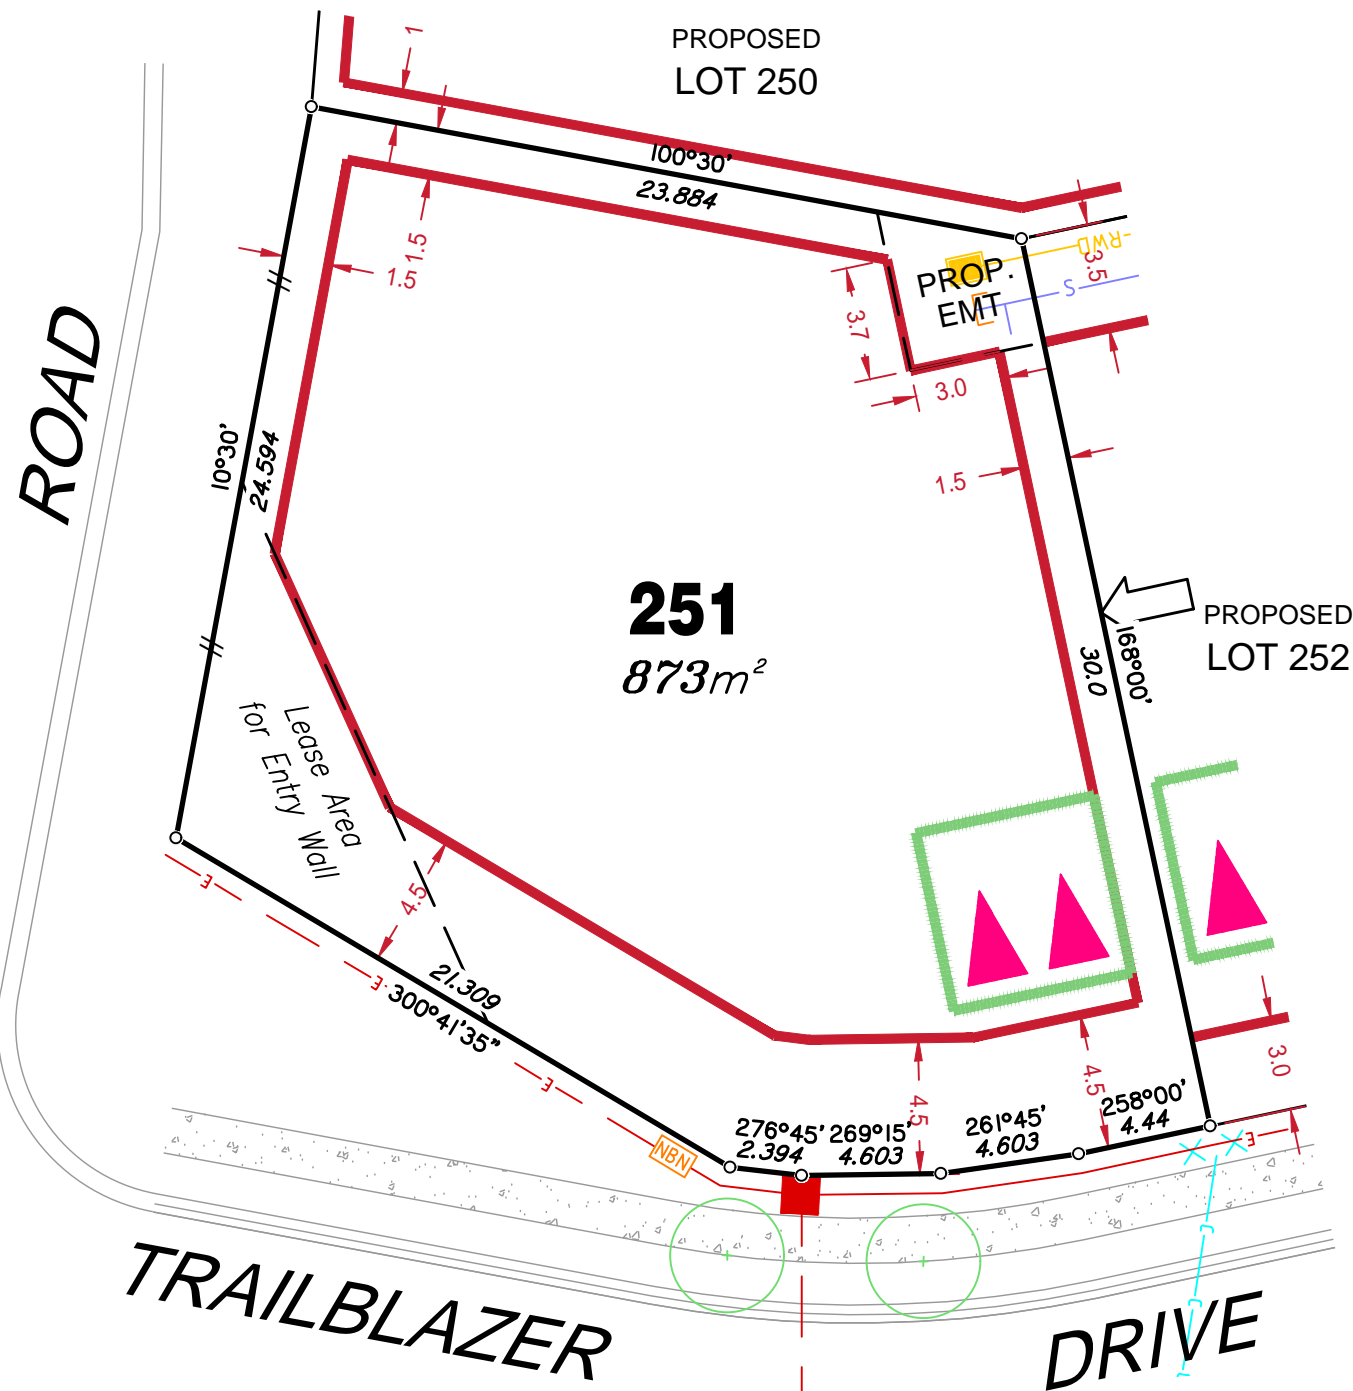 1
PROPOSED
LOT 250
100°30'
23.884
1.5
1.5
-RWD
3.5
PROP.
EMT
S
3.7
3.0
ROAD
10°30'
24.594
1.5
251
873m²
PROPOSED
LOT 252
168°00'
30.0
Lease Area
for Entry Wall
4.5
E
E
21.309
300°41'35"
E
NBN
276°45'
2.394
269°15'
4.603
4.5
261°45'
4.603
4.5
258°00'
4.44
3.0
E
TRAILBLAZER
DRIVE